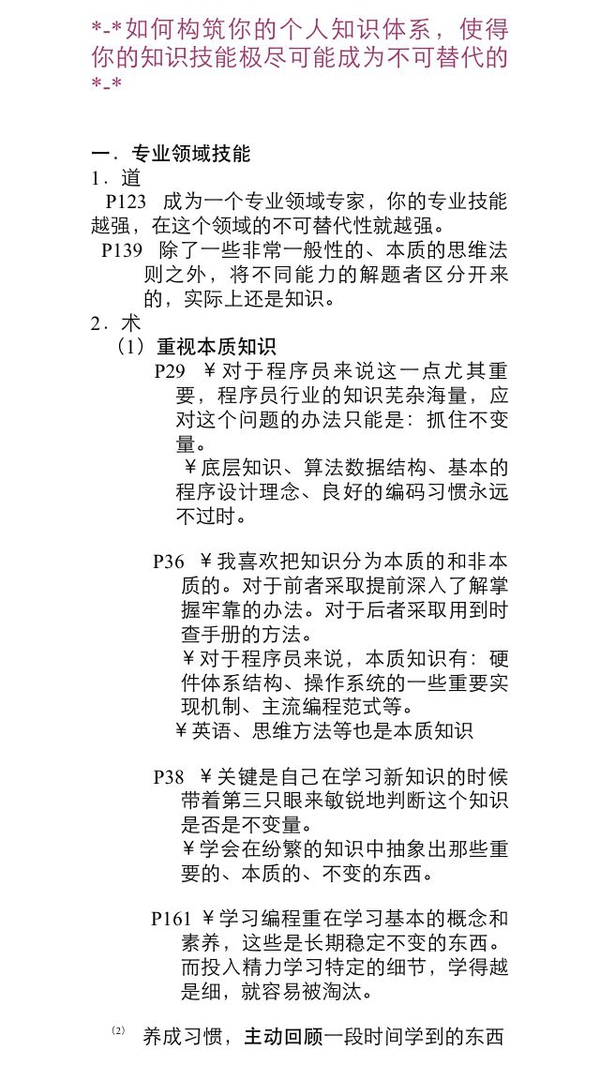 *-*如何构筑你的个人知识体系，使得
你的知识技能极尽可能成为不可替代的
*-*
一．专业领域技能
1．道
P123 成为一个专业领域专家，你的专业技能
越强，在这个领域的不可替代性就越强。
P139 除了一些非常一般性的、本质的思维法
则之外，将不同能力的解题者区分开来
的，实际上还是知识。
2．术
（1）重视本质知识
P29 ￥对于程序员来说这一点尤其重
要，程序员行业的知识芜杂海量，应
对这个问题的办法只能是：抓住不变
量。
￥底层知识、算法数据结构、基本的
程序设计理念、良好的编码习惯永远
不过时。
P36 ￥我喜欢把知识分为本质的和非本
质的。对于前者采取提前深入了解掌
握牢靠的办法。对于后者采取用到时
查手册的方法。
￥对于程序员来说，本质知识有：硬
件体系结构、操作系统的一些重要实
现机制、主流编程范式等。
￥英语、思维方法等也是本质知识
P38 ￥关键是自己在学习新知识的时候
带着第三只眼来敏锐地判断这个知识
是否是不变量。
￥学会在纷繁的知识中抽象出那些重
要的、本质的、不变的东西。
P161 ￥学习编程重在学习基本的概念和
素养，这些是长期稳定不变的东西。
而投入精力学习特定的细节，学得越
是细，就容易被淘汰。
（2） 养成习惯，主动回顾一段时间学到的东西